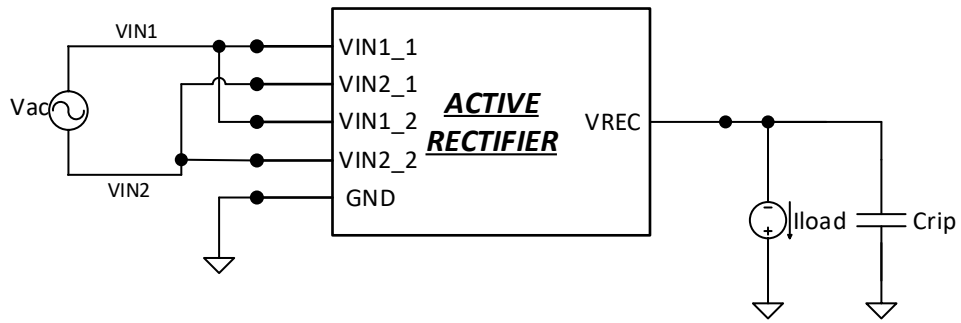 VIN1
Vac
VIN2
VIN1_1
VIN2_1
VIN1_2
VIN2_2
GND
ACTIVE
RECTIFIER
VREC
Iload
Crip